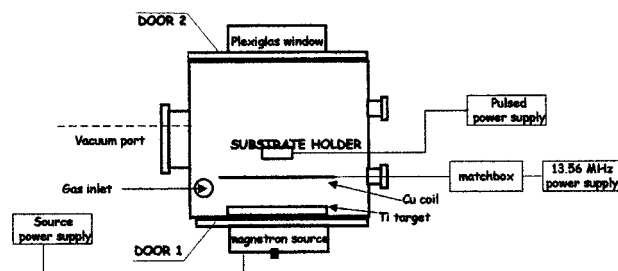 DOOR 2
Plexiglas window
Pulsed
power supply
Vacuum port
SUBSTRATE HOLDER
Gas inlet
matchbox
13.56 MHz
power supply
Cu coil
Ti target
Source
power supply
DOOR 1
magnetron source